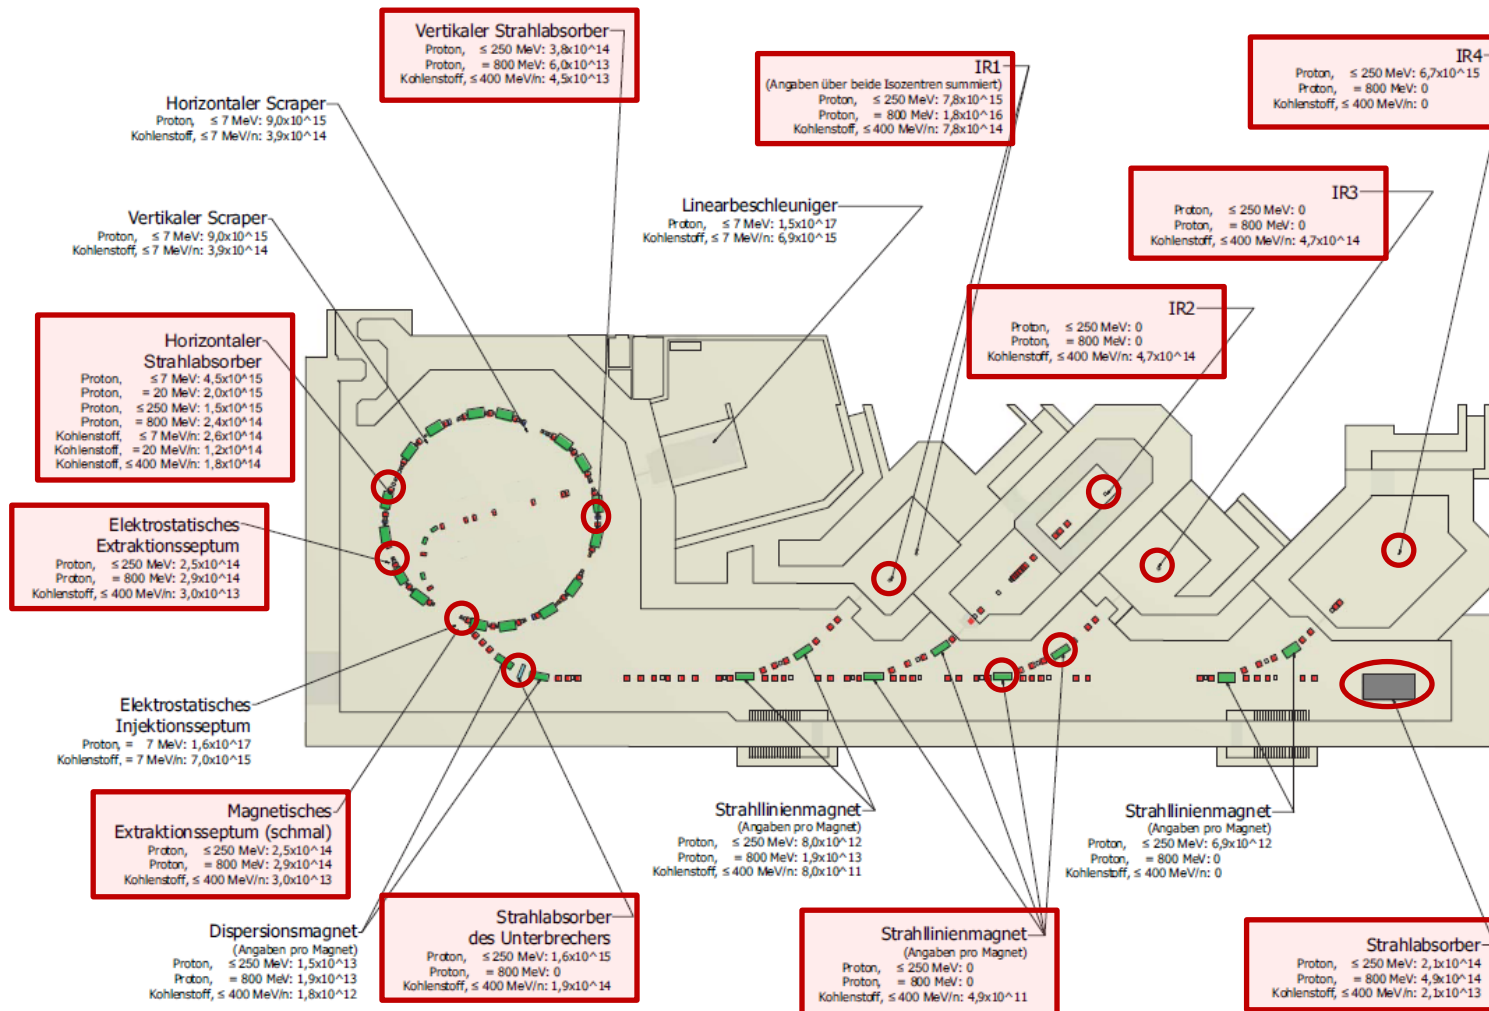 Vertikaler Strahlabsorber
Proton, ≤ 250 MeV: 3,8x10^14
Proton, = 800 MeV: 6,0x10^13
Kohlenstoff, ≤ 400 MeV/n: 4,5x10^13
IR1
(Angaben über beide Isozentren summiert)
Proton, ≤ 250 MeV: 7,8x10^15
Proton, = 800 MeV: 1,8x10^16
Kohlenstoff, ≤ 400 MeV/n: 7,8x10^14
IR4
Proton, ≤ 250 MeV: 6,7x10^15
Proton, = 800 MeV: 0
Kohlenstoff, ≤ 400 MeV/n: 0
Horizontaler Scraper
Proton, ≤ 7 MeV: 9,0x10^15
Kohlenstoff, ≤ 7 MeV/n: 3,9x10^14
IR3
Proton, ≤ 250 MeV: 0
Proton, = 800 MeV: 0
Kohlenstoff, ≤ 400 MeV/n: 4,7x10^14
Vertikaler Scraper
Proton, ≤ 7 MeV: 9,0x10^15
Kohlenstoff, ≤ 7 MeV/n: 3,9x10^14
Linearbeschleuniger
Proton, ≤ 7 MeV: 1,5x10^17
Kohlenstoff, ≤ 7 MeV/n: 6,9x10^15
IR2
Proton, ≤ 250 MeV: 0
Proton, = 800 MeV: 0
Kohlenstoff, ≤ 400 MeV/n: 4,7x10^14
Horizontaler
Strahlabsorber
Proton, ≤ 7 MeV: 4,5x10^15
Proton, = 20 MeV: 2,0x10^15
Proton, ≤ 250 MeV: 1,5x10^15
Proton, = 800 MeV: 2,4x10^14
Kohlenstoff, ≤ 7 MeV/n: 2,6x10^14
Kohlenstoff, = 20 MeV/n: 1,2x10^14
Kohlenstoff, ≤ 400 MeV/n: 1,8x10^14
Elektrostatisches
Extraktionsseptum
Proton, ≤ 250 MeV: 2,5x10^14
Proton, = 800 MeV: 2,9x10^14
Kohlenstoff, ≤ 400 MeV/n: 3,0x10^13
Elektrostatisches
Injektionsseptum
Proton, = 7 MeV: 1,6x10^17
Kohlenstoff, = 7 MeV/n: 7,0x10^15
Magnetisches
Extraktionsseptum (schmal)
Proton, ≤ 250 MeV: 2,5x10^14
Proton, = 800 MeV: 2,9x10^14
Kohlenstoff, ≤ 400 MeV/n: 3,0x10^13
Strahllinienmagnet
(Angaben pro Magnet)
Proton, ≤ 250 MeV: 8,0x10^12
Proton, = 800 MeV: 1,9x10^13
Kohlenstoff, ≤ 400 MeV/n: 8,0x10^11
Strahllinienmagnet
(Angaben pro Magnet)
Proton, ≤ 250 MeV: 6,9x10^12
Proton, = 800 MeV: 0
Kohlenstoff, ≤ 400 MeV/n: 0
Dispersionsmagnet
(Angaben pro Magnet)
Proton, ≤ 250 MeV: 1,5x10^13
Proton, = 800 MeV: 1,9x10^13
Kohlenstoff, ≤ 400 MeV/n: 1,8x10^12
Strahlabsorber
des Unterbrechers
Proton, ≤ 250 MeV: 1,6x10^15
Proton, = 800 MeV: 0
Kohlenstoff, ≤ 400 MeV/n: 1,9x10^14
Strahllinienmagnet
(Angaben pro Magnet)
Proton, ≤ 250 MeV: 0
Proton, = 800 MeV: 0
Kohlenstoff, ≤ 400 MeV/n: 4,9x10^11
Strahlabsorber
Proton, ≤ 250 MeV: 2,1x10^14
Proton, = 800 MeV: 4,9x10^14
Kohlenstoff, ≤ 400 MeV/n: 2,1x10^13